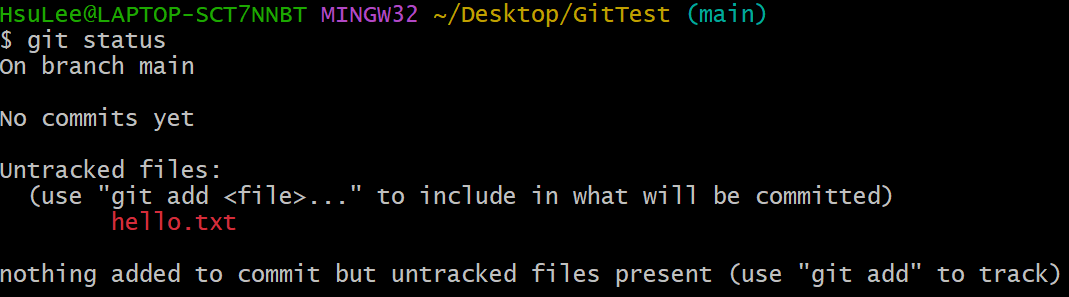 HsuLee@LAPTOP-SCT7NNBT MINGW32 ~/Desktop/GitTest (main)
$ git status
On branch main
No commits yet
Untracked files:
(use "git add <file>..." to include in what will be committed)
hello.txt
nothing added to commit but untracked files present (use "git add" to track)